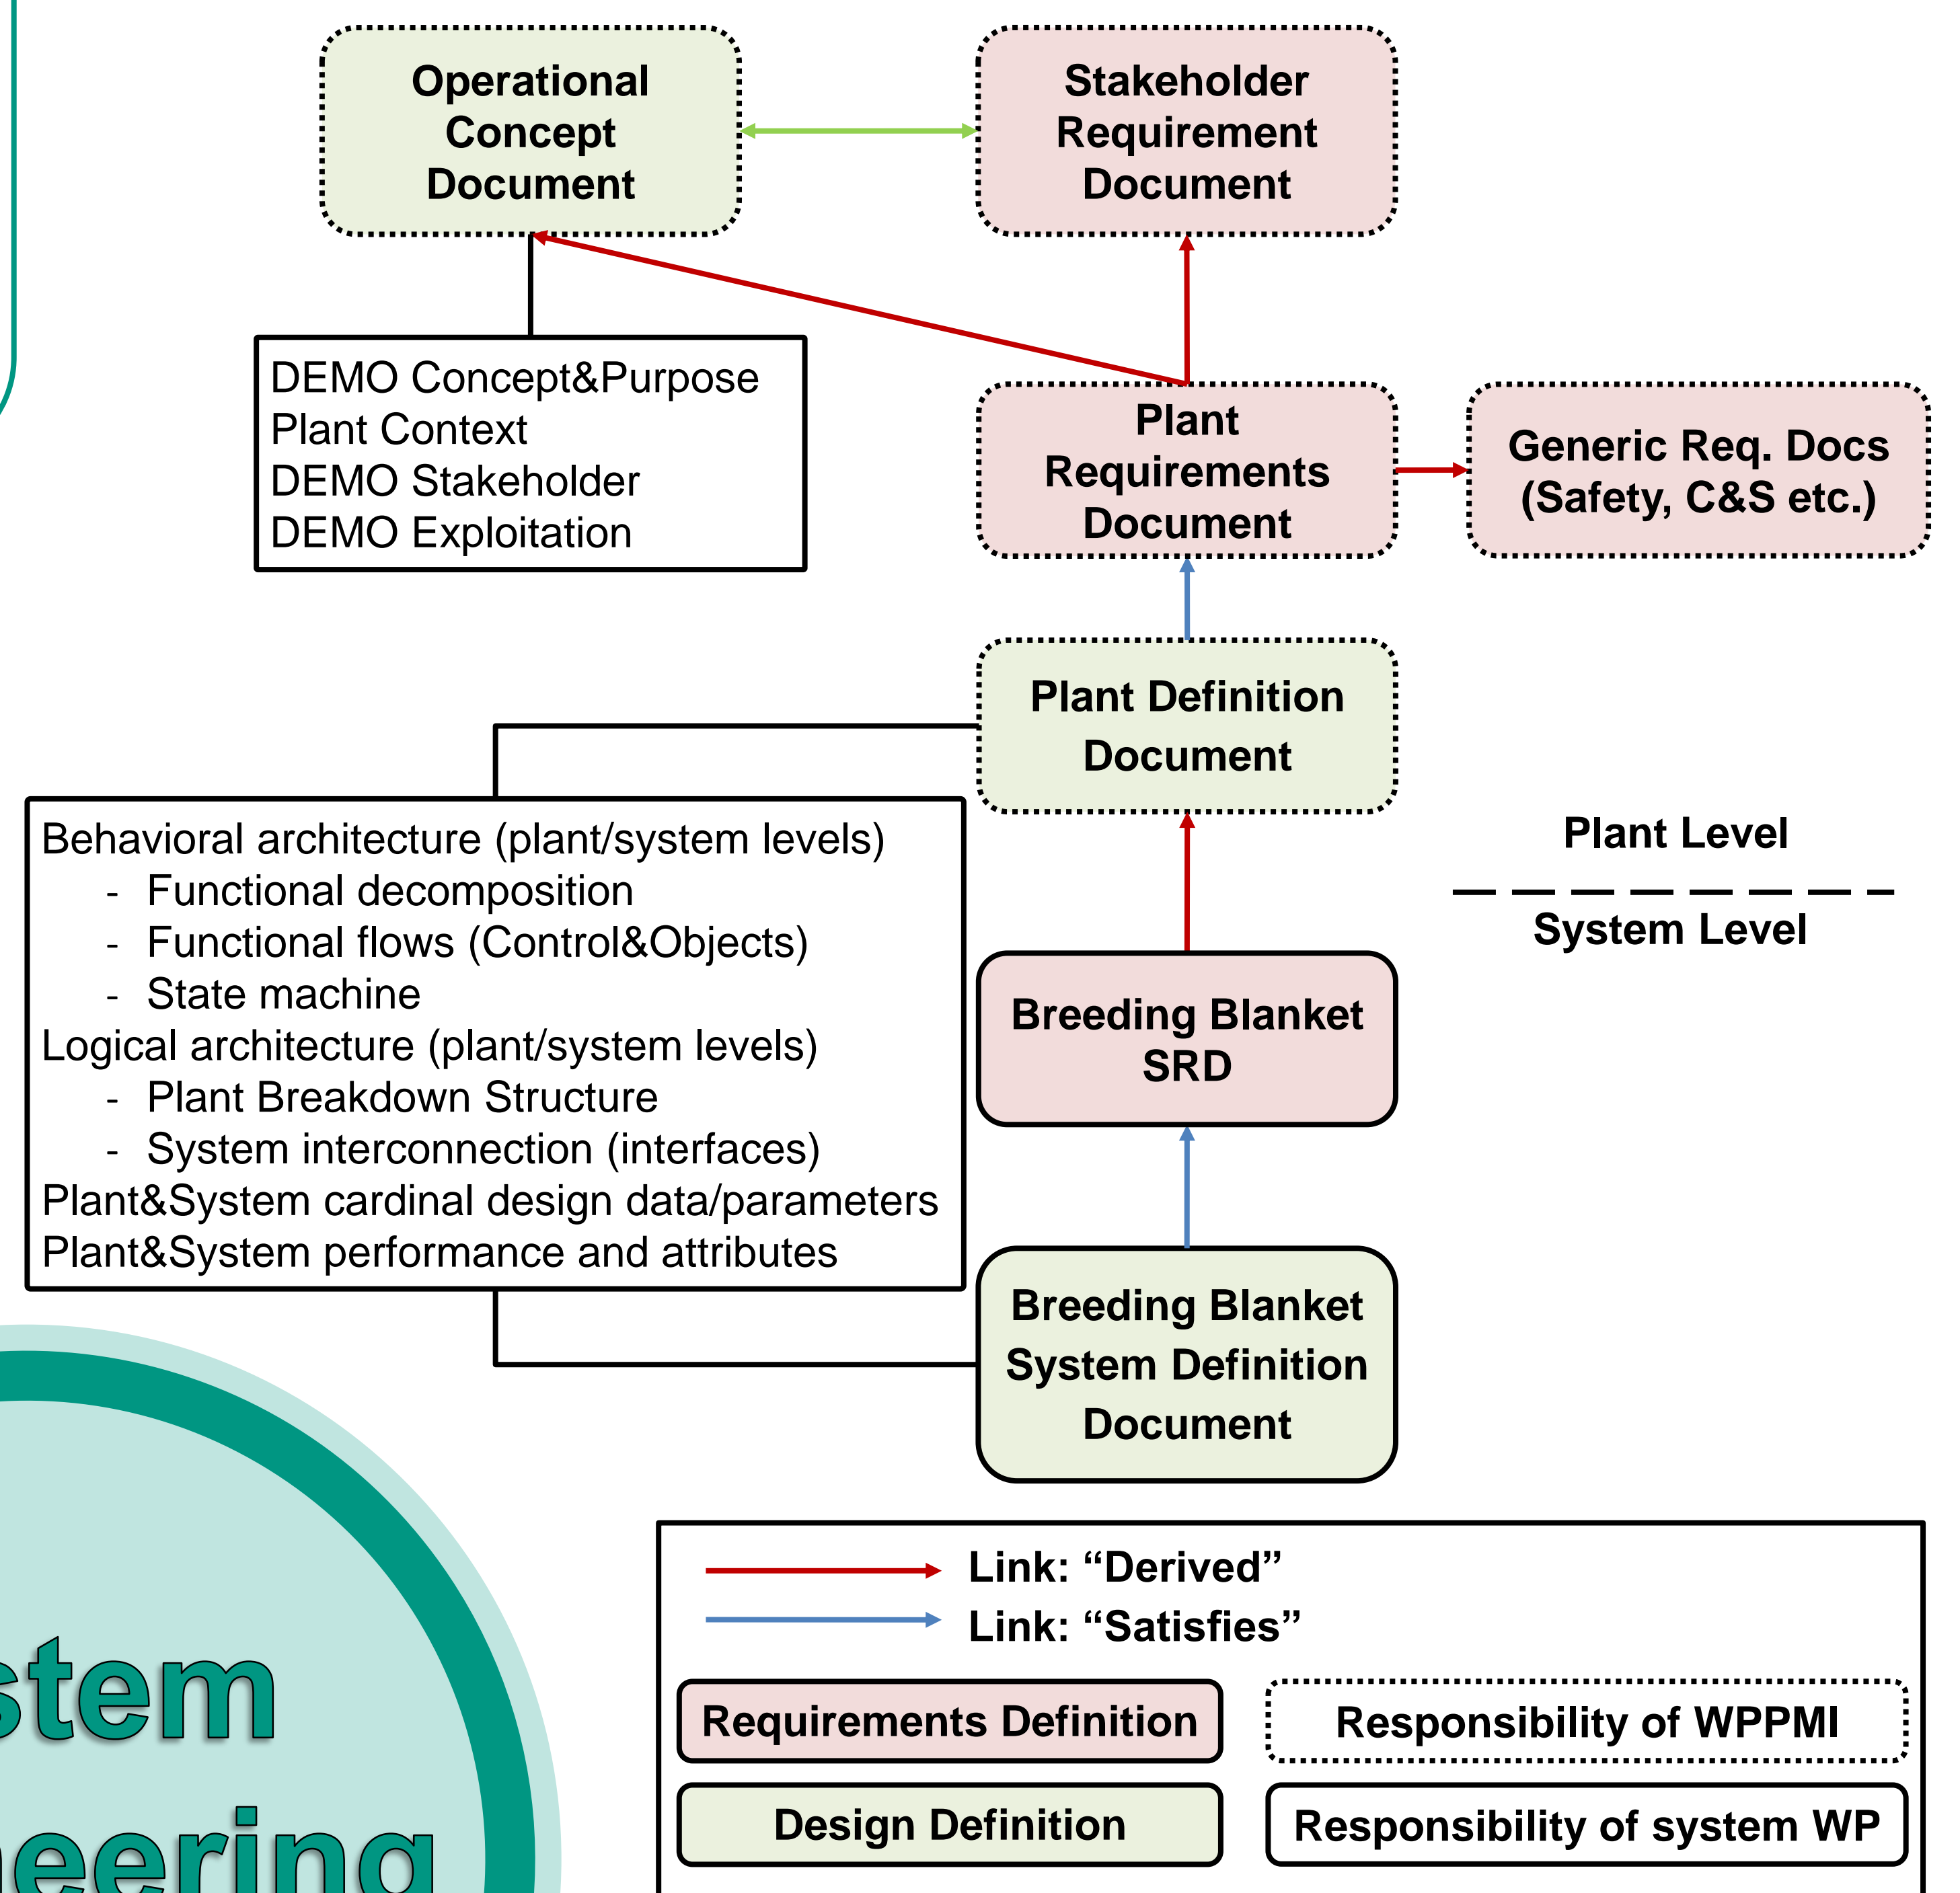 Operational
Concept
Document
Stakeholder
Requirement
Document
DEMO Concept&Purpose
Plant Context
DEMO Stakeholder
DEMO Exploitation
Plant
Requirements
Document
Generic Req. Docs
(Safety, C&S etc.)
Plant Definition
Document
Behavioral architecture (plant/system levels)
- Functional decomposition
- Functional flows (Control&Objects)
- State machine
Logical architecture (plant/system levels)
- Plant Breakdown Structure
- System interconnection (interfaces)
Plant&System cardinal design data/parameters
Plant&System performance and attributes
Plant Level
System Level
Breeding Blanket
SRD
Breeding Blanket
System Definition
Document
Link: “Derived”
Link: “Satisfies”
Requirements Definition
Responsibility of WPPMI
Design Definition
Responsibility of system WP
stem
neering